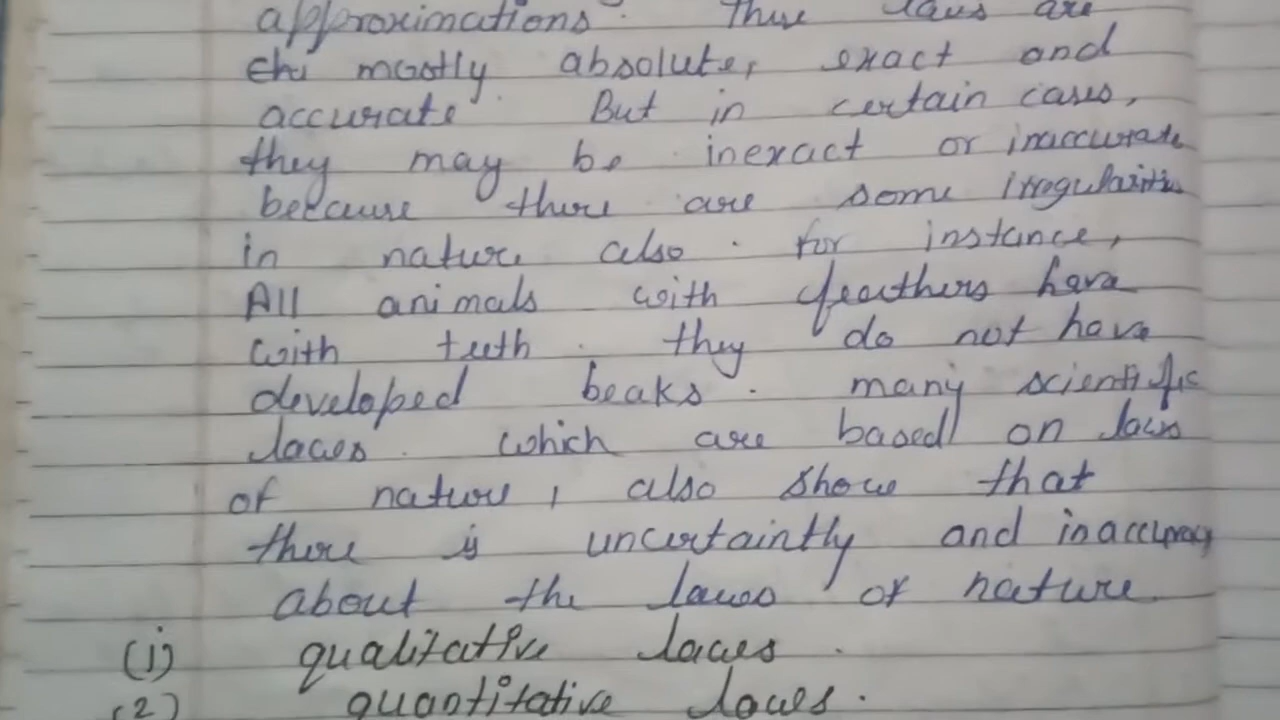 approximations. These laws are
mostly absolute, exact and
accurate. But in certain cases,
they may be inexact or inaccurate
because there are some irregularities
in nature also. for instance,
All animals with feathers have
with teeth. they do not have
developed beaks. many scientific
laws. which are based on laws
of nature, also show that
there is uncertaintly and inaccuracy
about the laws of nature
(i) qualitative laws.
(2) quantitative laws.